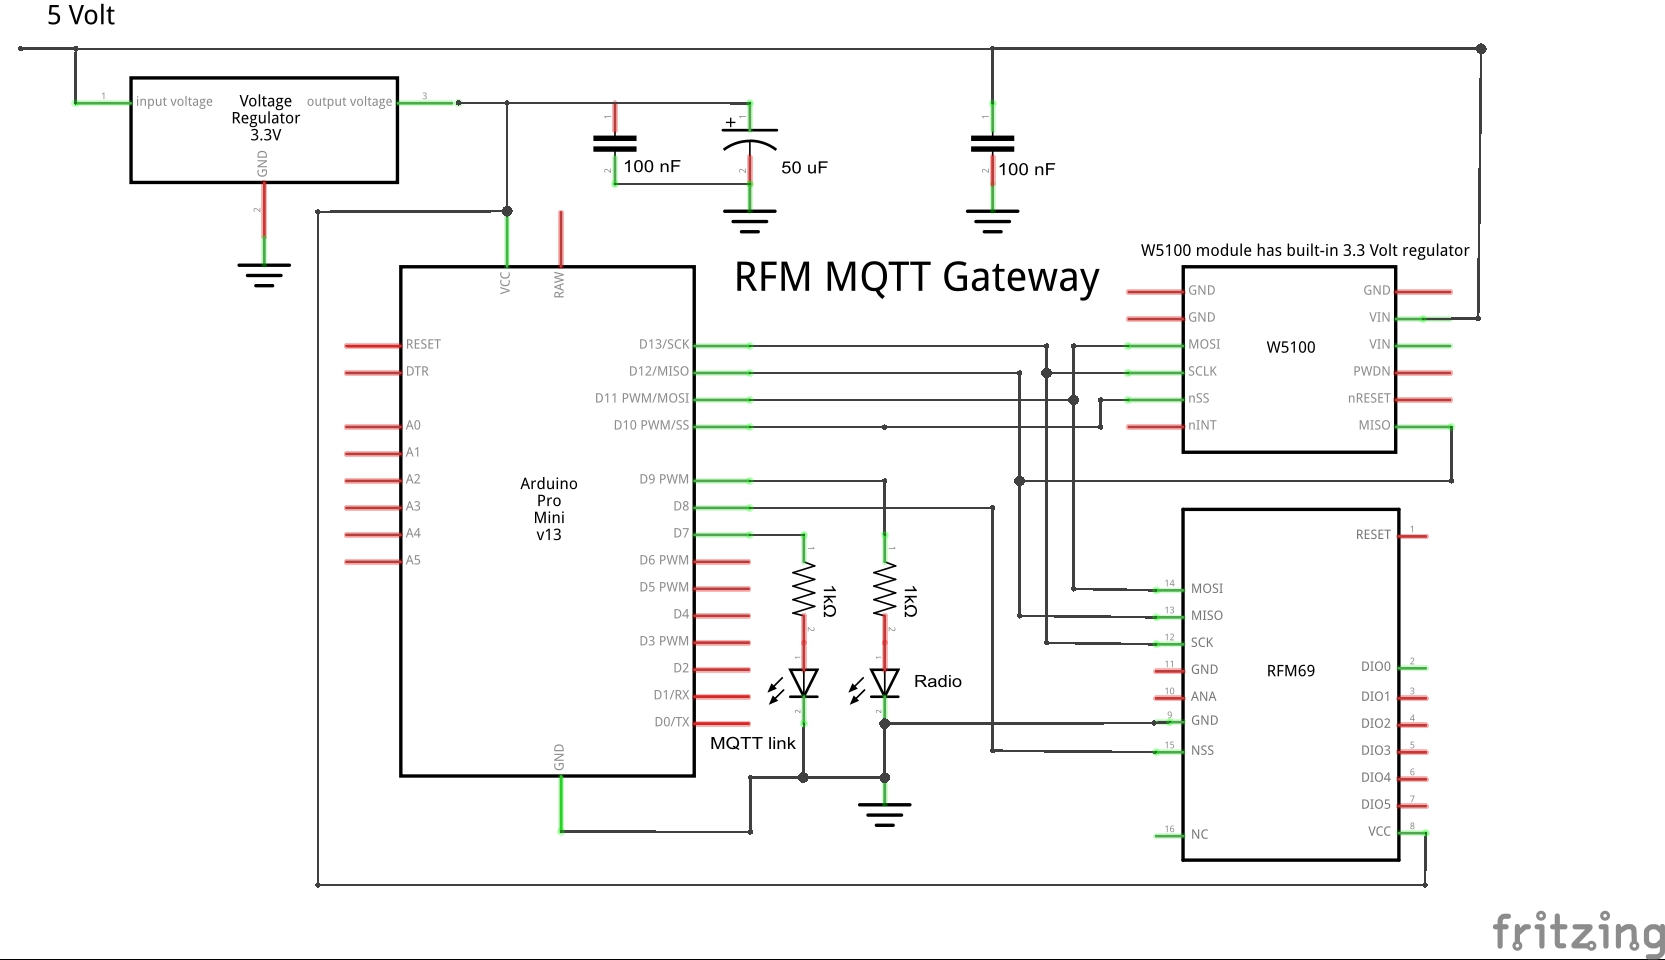 5 Volt
1
input voltage
Voltage
Regulator
3.3V
output voltage
3
GND
2
1
2
100 nF
+
1
2
50 uF
1
2
100 nF
RFM MQTT Gateway
W5100 module has built-in 3.3 Volt regulator
VCC
RAW
RESET
DTR
A0
A1
A2
A3
A4
A5
Arduino
Pro
Mini
v13
D13/SCK
D12/MISO
D11 PWM/MOSI
D10 PWM/SS
D9 PWM
D8
D7
D6 PWM
D5 PWM
D4
D3 PWM
D2
D1/RX
D0/TX
GND
1
1kΩ
2
1
2
MQTT link
1
1kΩ
2
1
2
Radio
GND
GND
MOSI
SCLK
nSS
nINT
W5100
GND
VIN
VIN
PWDN
nRESET
MISO
14 MOSI
13 MISO
12 SCK
11 GND
10 ANA
9 GND
15 NSS
16 NC
RFM69
RESET 1
DIO0 2
DIO1 3
DIO2 4
DIO3 5
DIO4 6
DIO5 7
VCC 8
fritzing